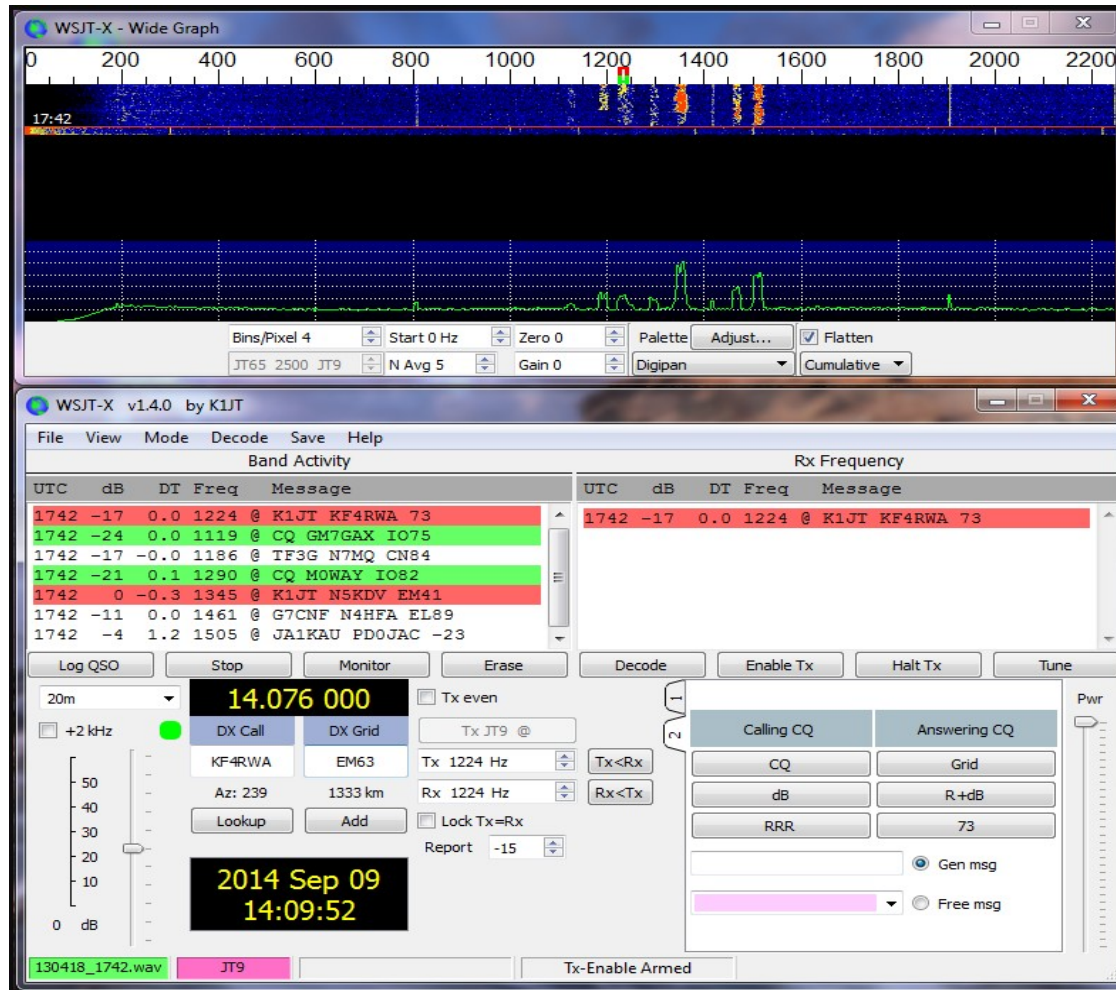 WSJT-X - Wide Graph
0 200 400 600 800 1000 1200 1400 1600 1800 2000 2200
17:42
Bins/Pixel 4 Start 0 Hz Zero 0 Palette Adjust... Flatten
JT65 2500 JT9 N Avg 5 Gain 0 Digipan Cumulative
WSJT-X v1.4.0 by K1JT
File View Mode Decode Save Help
Band Activity Rx Frequency
UTC dB DT Freq Message UTC dB DT Freq Message
1742 -17 0.0 1224 @ K1JT KF4RWA 73 1742 -17 0.0 1224 @ K1JT KF4RWA 73
1742 -24 0.0 1119 @ CQ GM7GAX IO75
1742 -17 -0.0 1186 @ TF3G N7MQ CN84
1742 -21 0.1 1290 @ CQ M0WAY IO82
1742 0 -0.3 1345 @ K1JT N5KDV EM41
1742 -11 0.0 1461 @ G7CNF N4HFA EL89
1742 -4 1.2 1505 @ JA1KAU PD0JAC -23
Log QSO Stop Monitor Erase Decode Enable Tx Halt Tx Tune
20m 14.076 000 Tx even 1 Pwr
+2 kHz DX Call DX Grid Tx JT9 @ 2 Calling CQ Answering CQ
KF4RWA EM63 Tx 1224 Hz Tx<Rx CQ Grid
50 Az: 239 1333 km Rx 1224 Hz Rx<Tx dB R+dB
40 Lookup Add Lock Tx=Rx RRR 73
30 Report -15
20 Gen msg
10 2014 Sep 09
14:09:52 Free msg
0 dB
130418_1742.wav JT9 Tx-Enable Armed